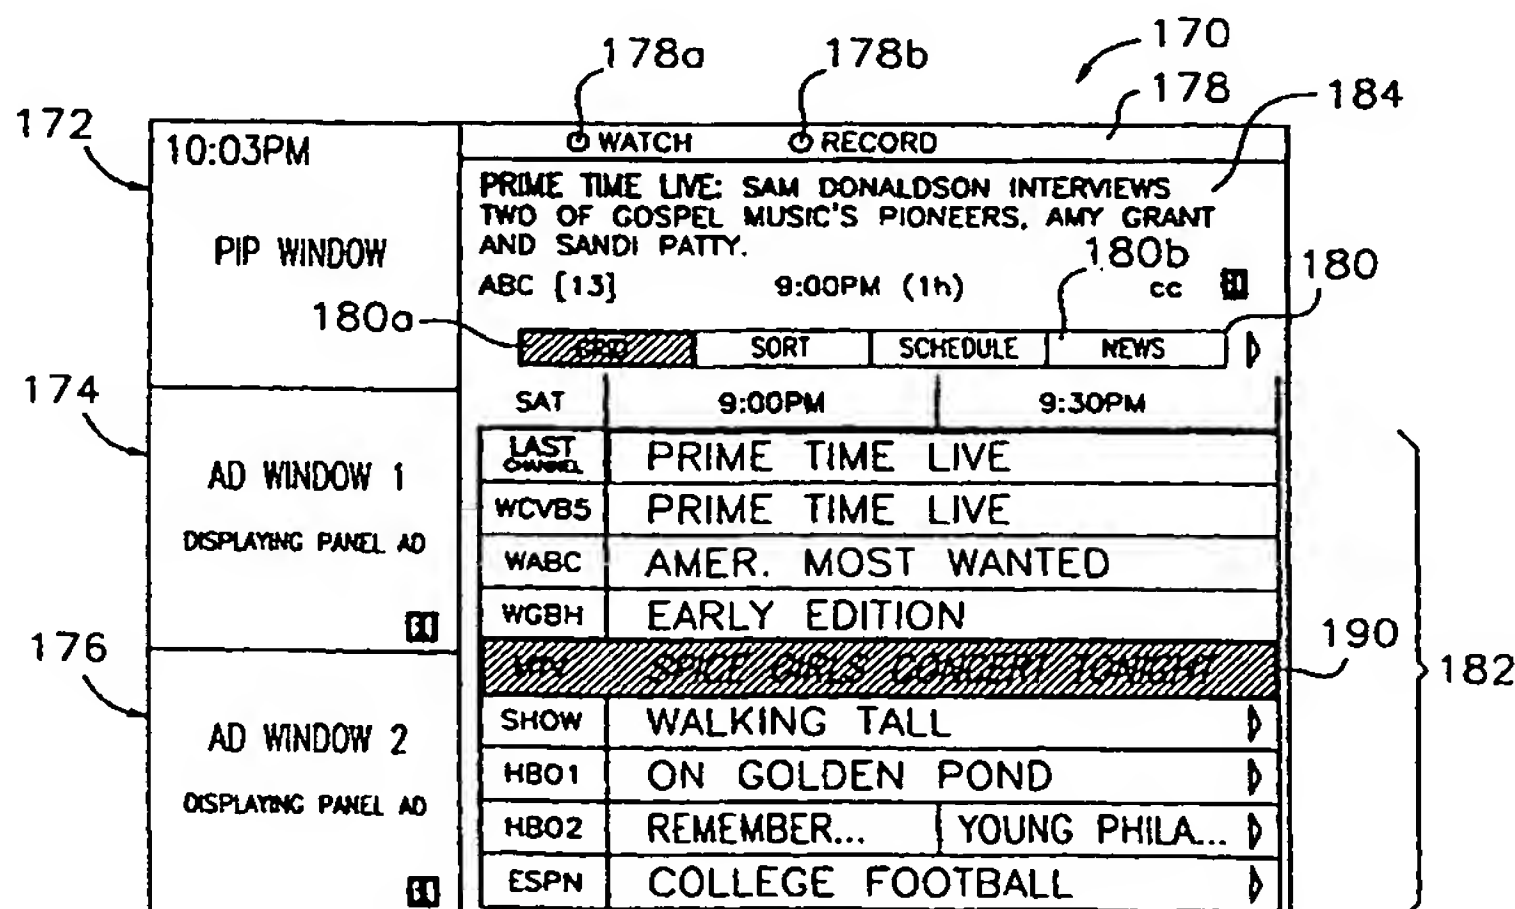 178a 178b 170
178 184
172
10:03PM
WATCH RECORD
PRIME TIME LIVE: SAM DONALDSON INTERVIEWS
TWO OF GOSPEL MUSIC'S PIONEERS, AMY GRANT
AND SANDI PATTY.
PIP WINDOW
180b 180
ABC [13] 9:00PM (1h) cc
180a
GRID SORT SCHEDULE NEWS
174
SAT 9:00PM 9:30PM
LAST CHANNEL PRIME TIME LIVE
AD WINDOW 1
WCVB5 PRIME TIME LIVE
DISPLAYING PANEL AD
WABC AMER. MOST WANTED
WGBH EARLY EDITION
176
190
182
MTV SPICE GIRLS CONCERT TONIGHT
SHOW WALKING TALL
AD WINDOW 2
HBO1 ON GOLDEN POND
DISPLAYING PANEL AD
HBO2 REMEMBER... YOUNG PHILA...
ESPN COLLEGE FOOTBALL